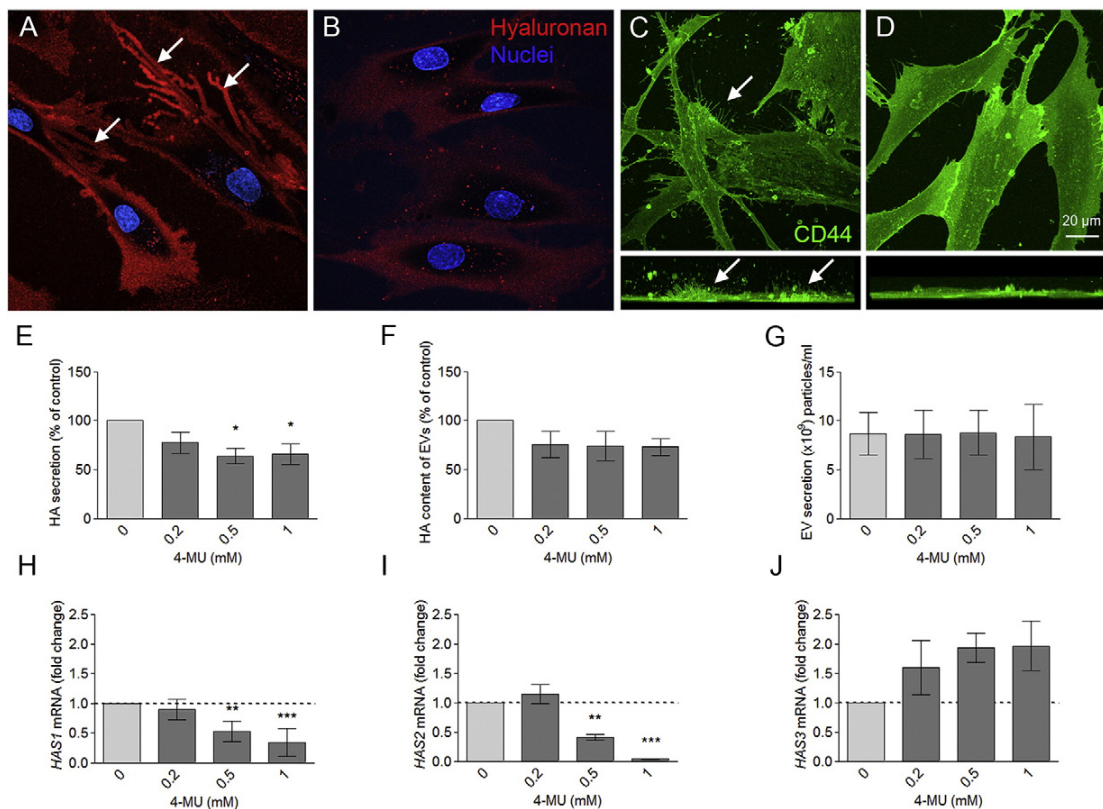 A
B
Hyaluronan
Nuclei
C
D
CD44
20 µm
E
F
G
HA secretion (% of control)
150
100
50
0
*
*
0
0.2
0.5
1
4-MU (mM)
HA content of EVs (% of control)
150
100
50
0
0
0.2
0.5
1
4-MU (mM)
EV secretion (x10⁹) particles/ml
15
10
5
0
0
0.2
0.5
1
4-MU (mM)
H
I
J
HAS1 mRNA (fold change)
2.5
2.0
1.5
1.0
0.5
0.0
**
***
0
0.2
0.5
1
4-MU (mM)
HAS2 mRNA (fold change)
2.5
2.0
1.5
1.0
0.5
0.0
**
***
0
0.2
0.5
1
4-MU (mM)
HAS3 mRNA (fold change)
2.5
2.0
1.5
1.0
0.5
0.0
0
0.2
0.5
1
4-MU (mM)